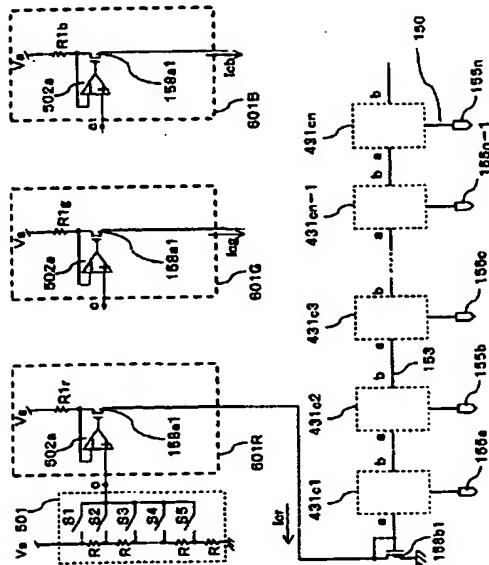 Vs
R1b
502a
158a1
c
Icb
601B
Vs
R1g
502a
158a1
c
Icg
601G
Vs
R1r
502a
158a1
c
601R
501
Vs
S1
S2
S3
S4
S5
R
R
R
R
R
Icr
158b1
a
431c1
155a
b
a
431c2
155b
b
153
431c3
155c
b
a
431cn-1
155n-1
b
a
431cn
b
150
155n